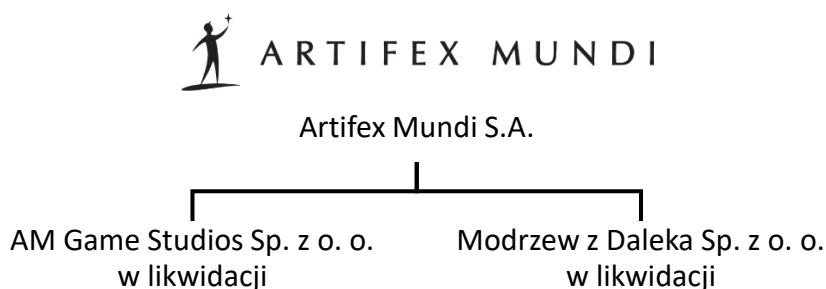 ARTIFEX MUNDI
Artifex Mundi S.A.
AM Game Studios Sp. z o. o.
w likwidacji
Modrzew z Daleka Sp. z o. o.
w likwidacji